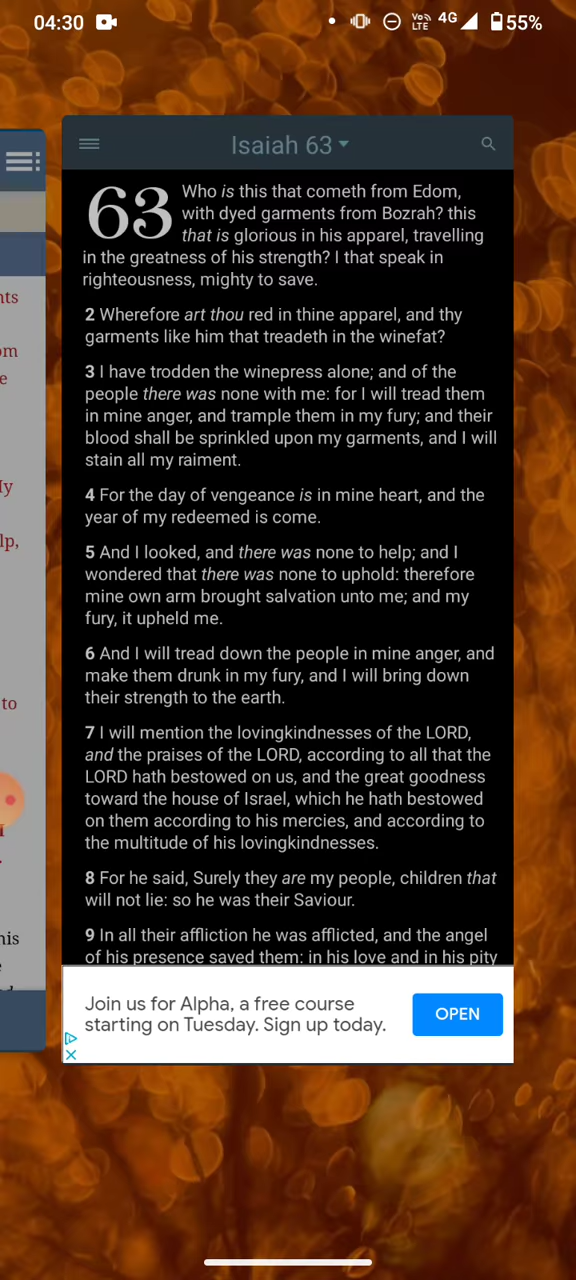 04:30
Vo)) LTE
4G
55%
Isaiah 63
63 Who is this that cometh from Edom,
with dyed garments from Bozrah? this
that is glorious in his apparel, travelling
in the greatness of his strength? I that speak in
righteousness, mighty to save.
2 Wherefore art thou red in thine apparel, and thy
garments like him that treadeth in the winefat?
3 I have trodden the winepress alone; and of the
people there was none with me: for I will tread them
in mine anger, and trample them in my fury; and their
blood shall be sprinkled upon my garments, and I will
stain all my raiment.
4 For the day of vengeance is in mine heart, and the
year of my redeemed is come.
5 And I looked, and there was none to help; and I
wondered that there was none to uphold: therefore
mine own arm brought salvation unto me; and my
fury, it upheld me.
6 And I will tread down the people in mine anger, and
make them drunk in my fury, and I will bring down
their strength to the earth.
7 I will mention the lovingkindnesses of the LORD,
and the praises of the LORD, according to all that the
LORD hath bestowed on us, and the great goodness
toward the house of Israel, which he hath bestowed
on them according to his mercies, and according to
the multitude of his lovingkindnesses.
8 For he said, Surely they are my people, children that
will not lie: so he was their Saviour.
9 In all their affliction he was afflicted, and the angel
of his presence saved them: in his love and in his pity
Join us for Alpha, a free course
starting on Tuesday. Sign up today.
OPEN
to